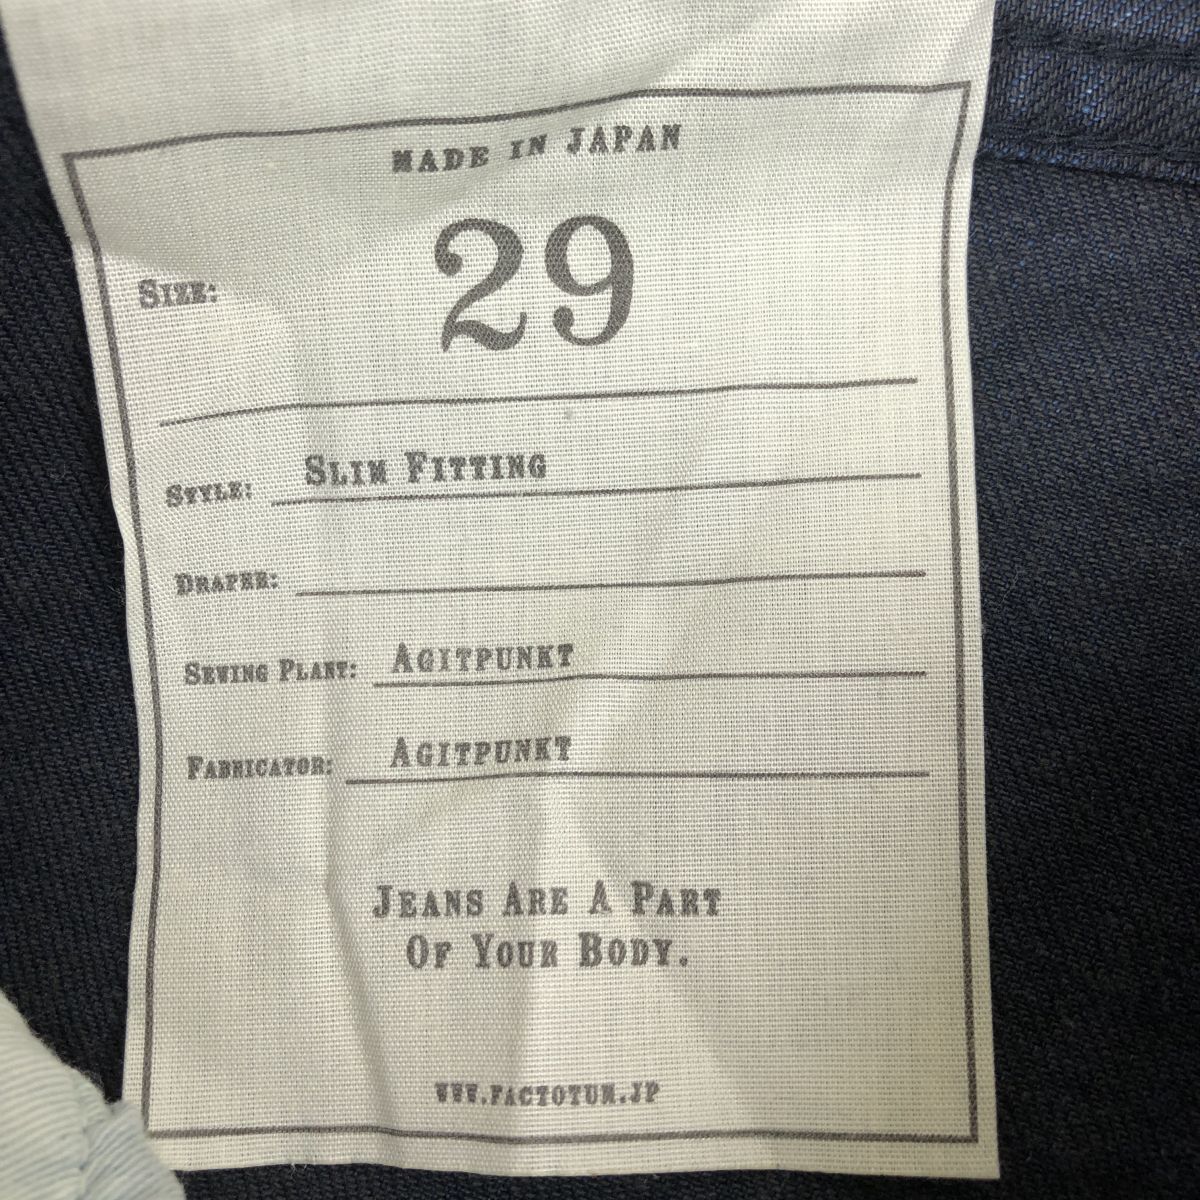 MADE IN JAPAN
SIZE: 29
STYLE: SLIM FITTING
DRAPER:
SEWING PLANT: AGITPUNKT
FABRICATOR: AGITPUNKT
JEANS ARE A PART
OF YOUR BODY.
WWW.FACTOTUM.JP